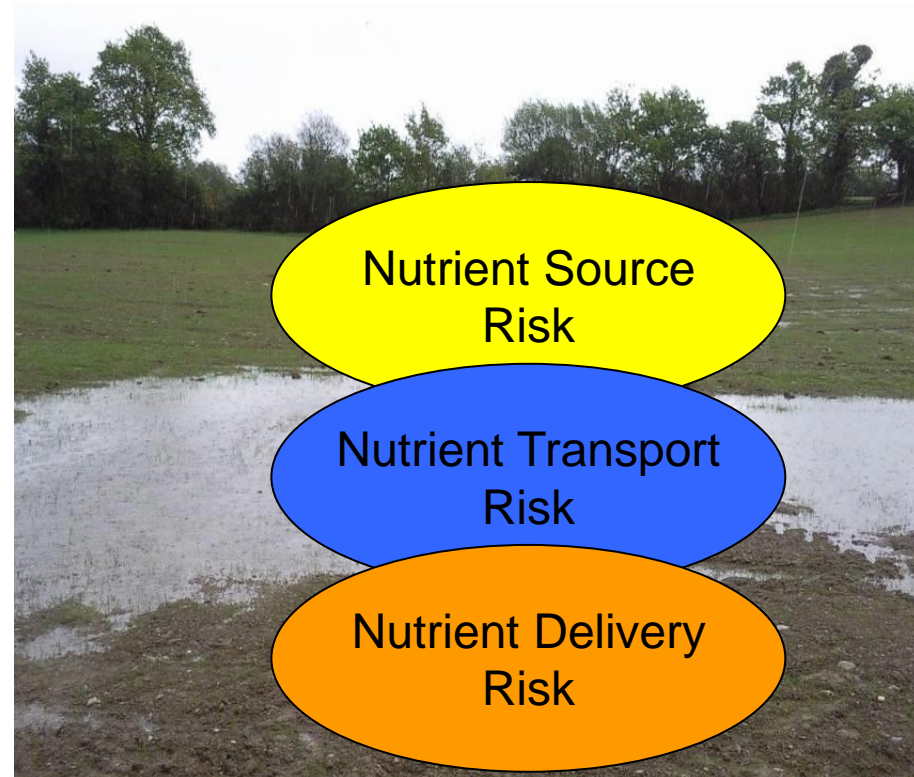 Nutrient Source
Risk
Nutrient Transport
Risk
Nutrient Delivery
Risk